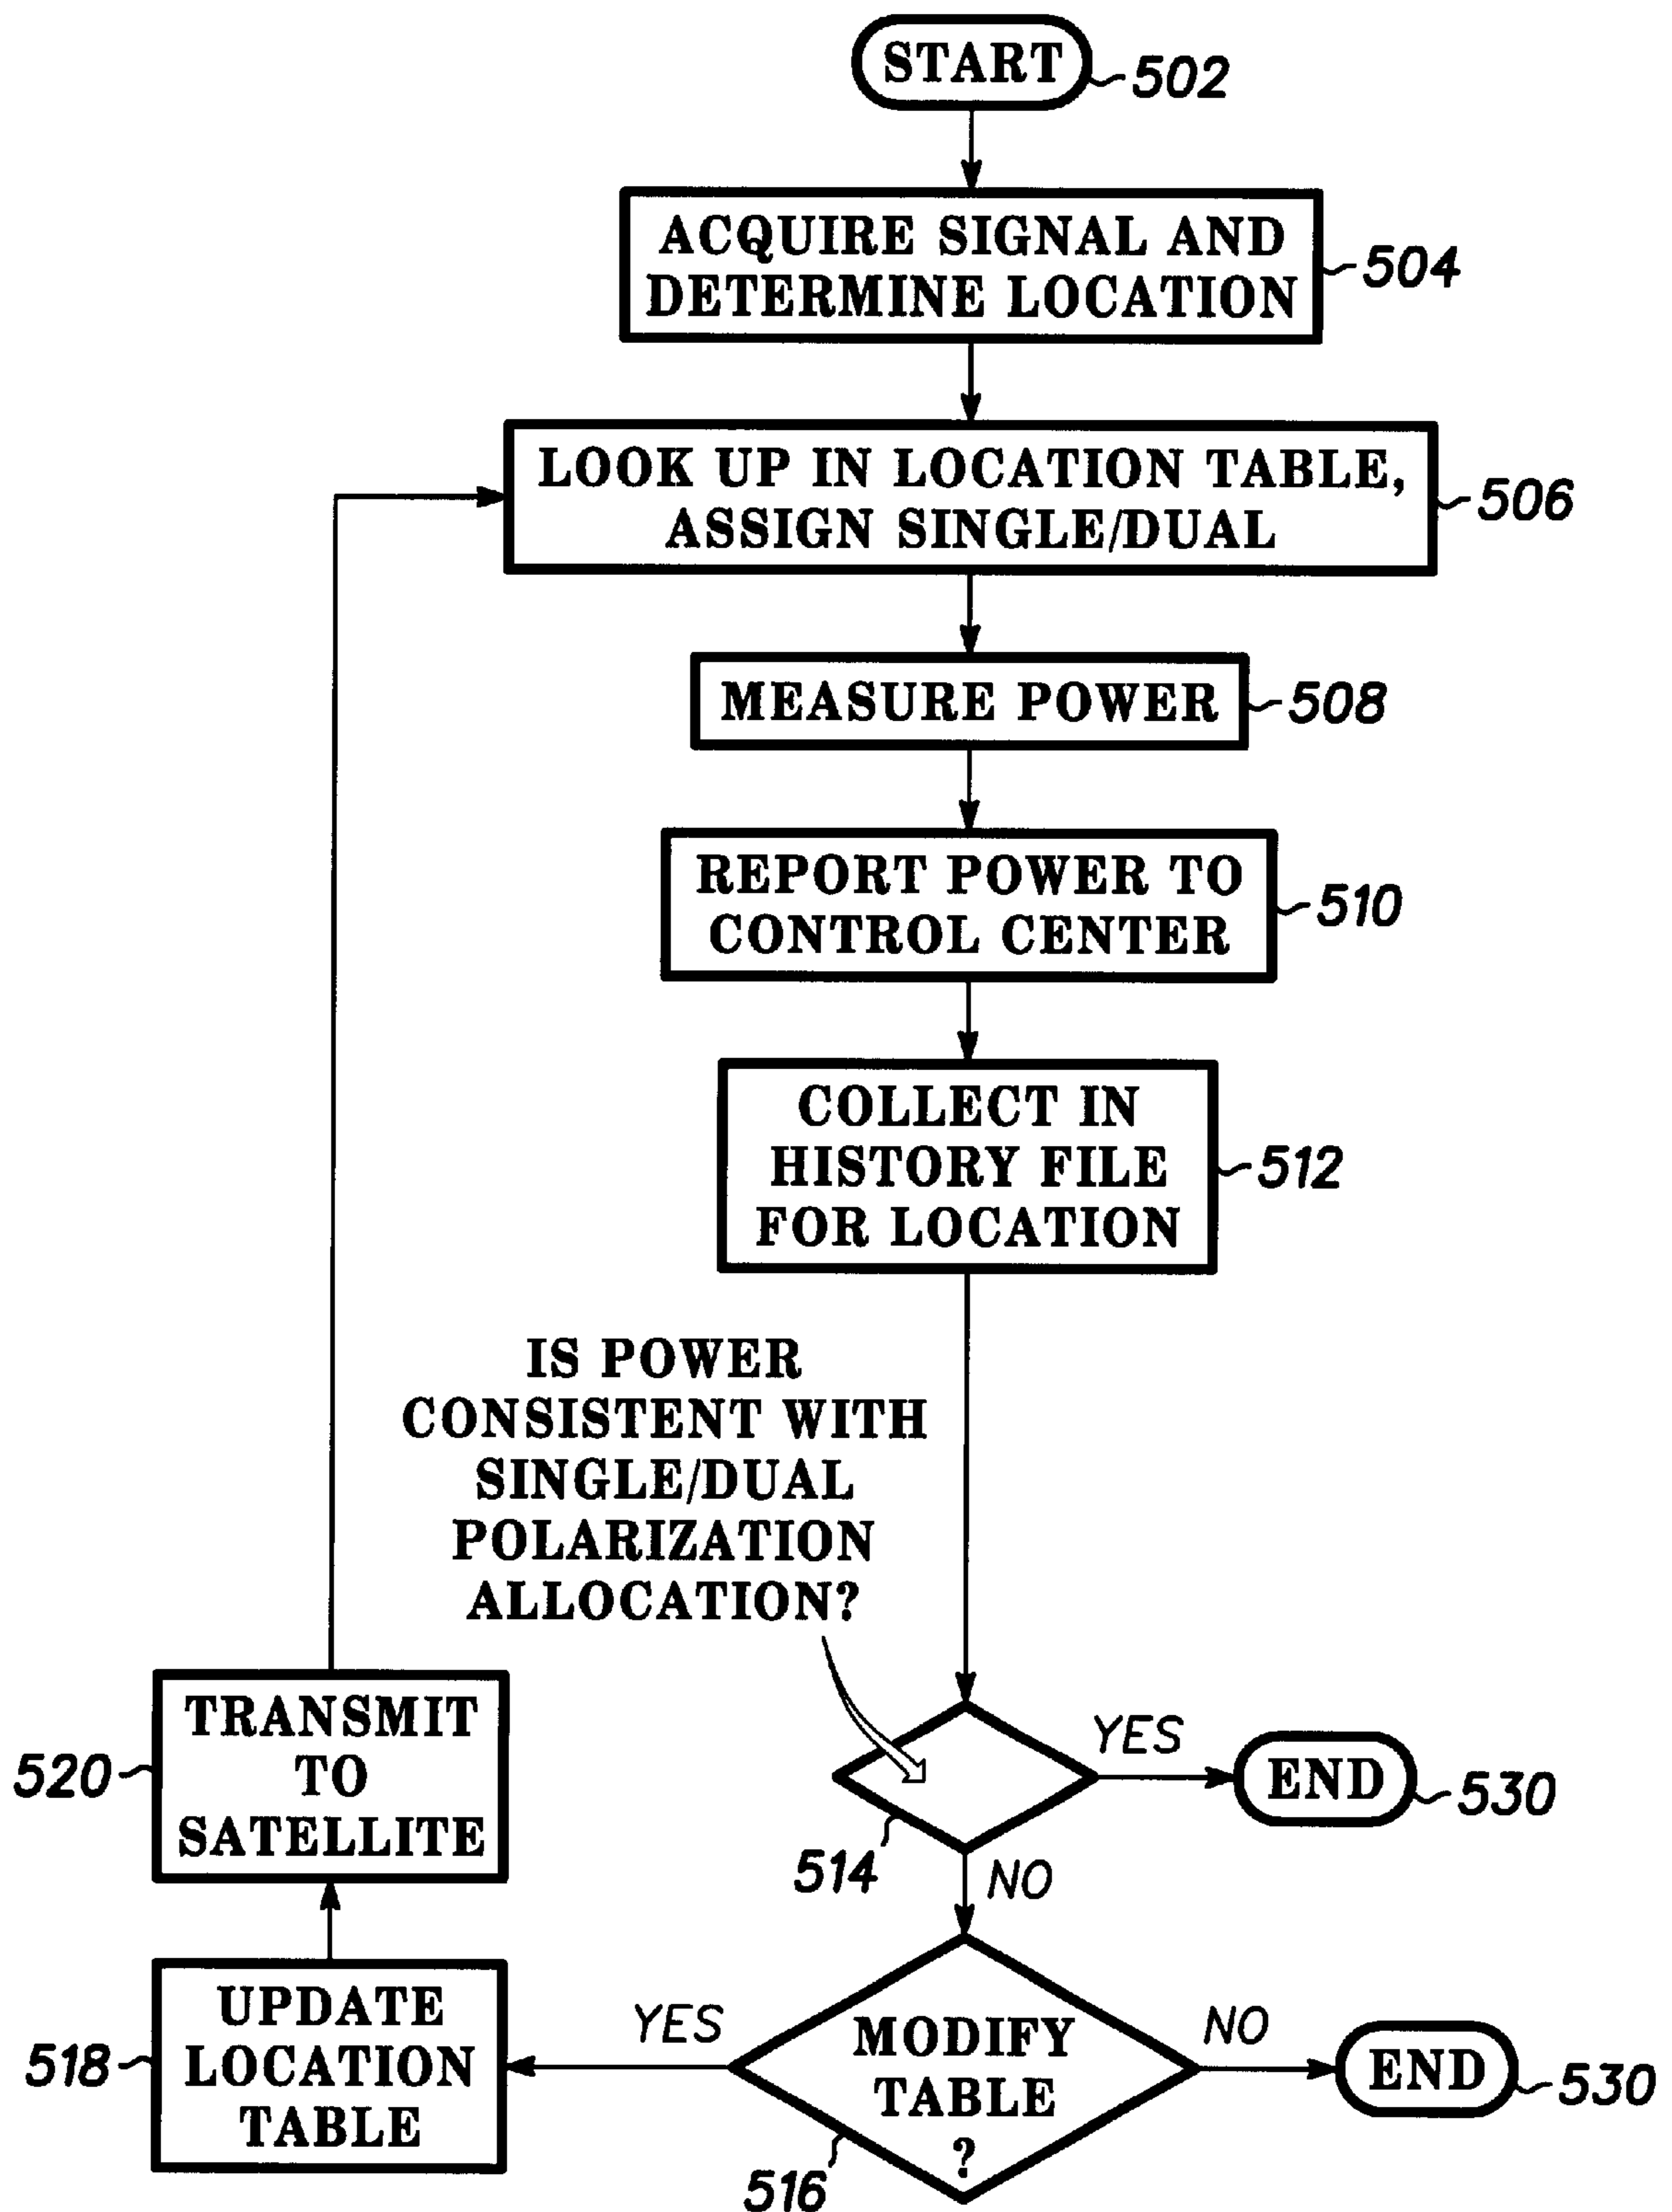 START
502
ACQUIRE SIGNAL AND
DETERMINE LOCATION
504
LOOK UP IN LOCATION TABLE,
ASSIGN SINGLE/DUAL
506
MEASURE POWER
508
REPORT POWER TO
CONTROL CENTER
510
COLLECT IN
HISTORY FILE
FOR LOCATION
512
IS POWER
CONSISTENT WITH
SINGLE/DUAL
POLARIZATION
ALLOCATION?
514
YES
END
530
NO
MODIFY
TABLE
?
516
NO
END
530
YES
UPDATE
LOCATION
TABLE
518
TRANSMIT
TO
SATELLITE
520